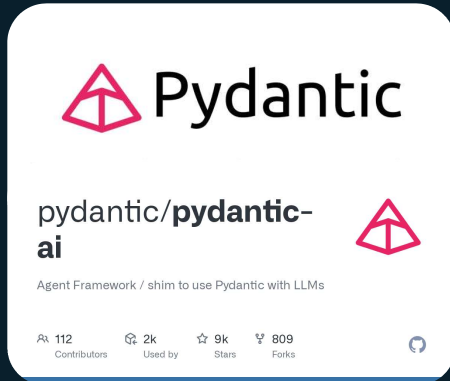 Pydantic
pydantic/pydantic-
ai
Agent Framework / shim to use Pydantic with LLMs
112
Contributors
2k
Used by
9k
Stars
809
Forks